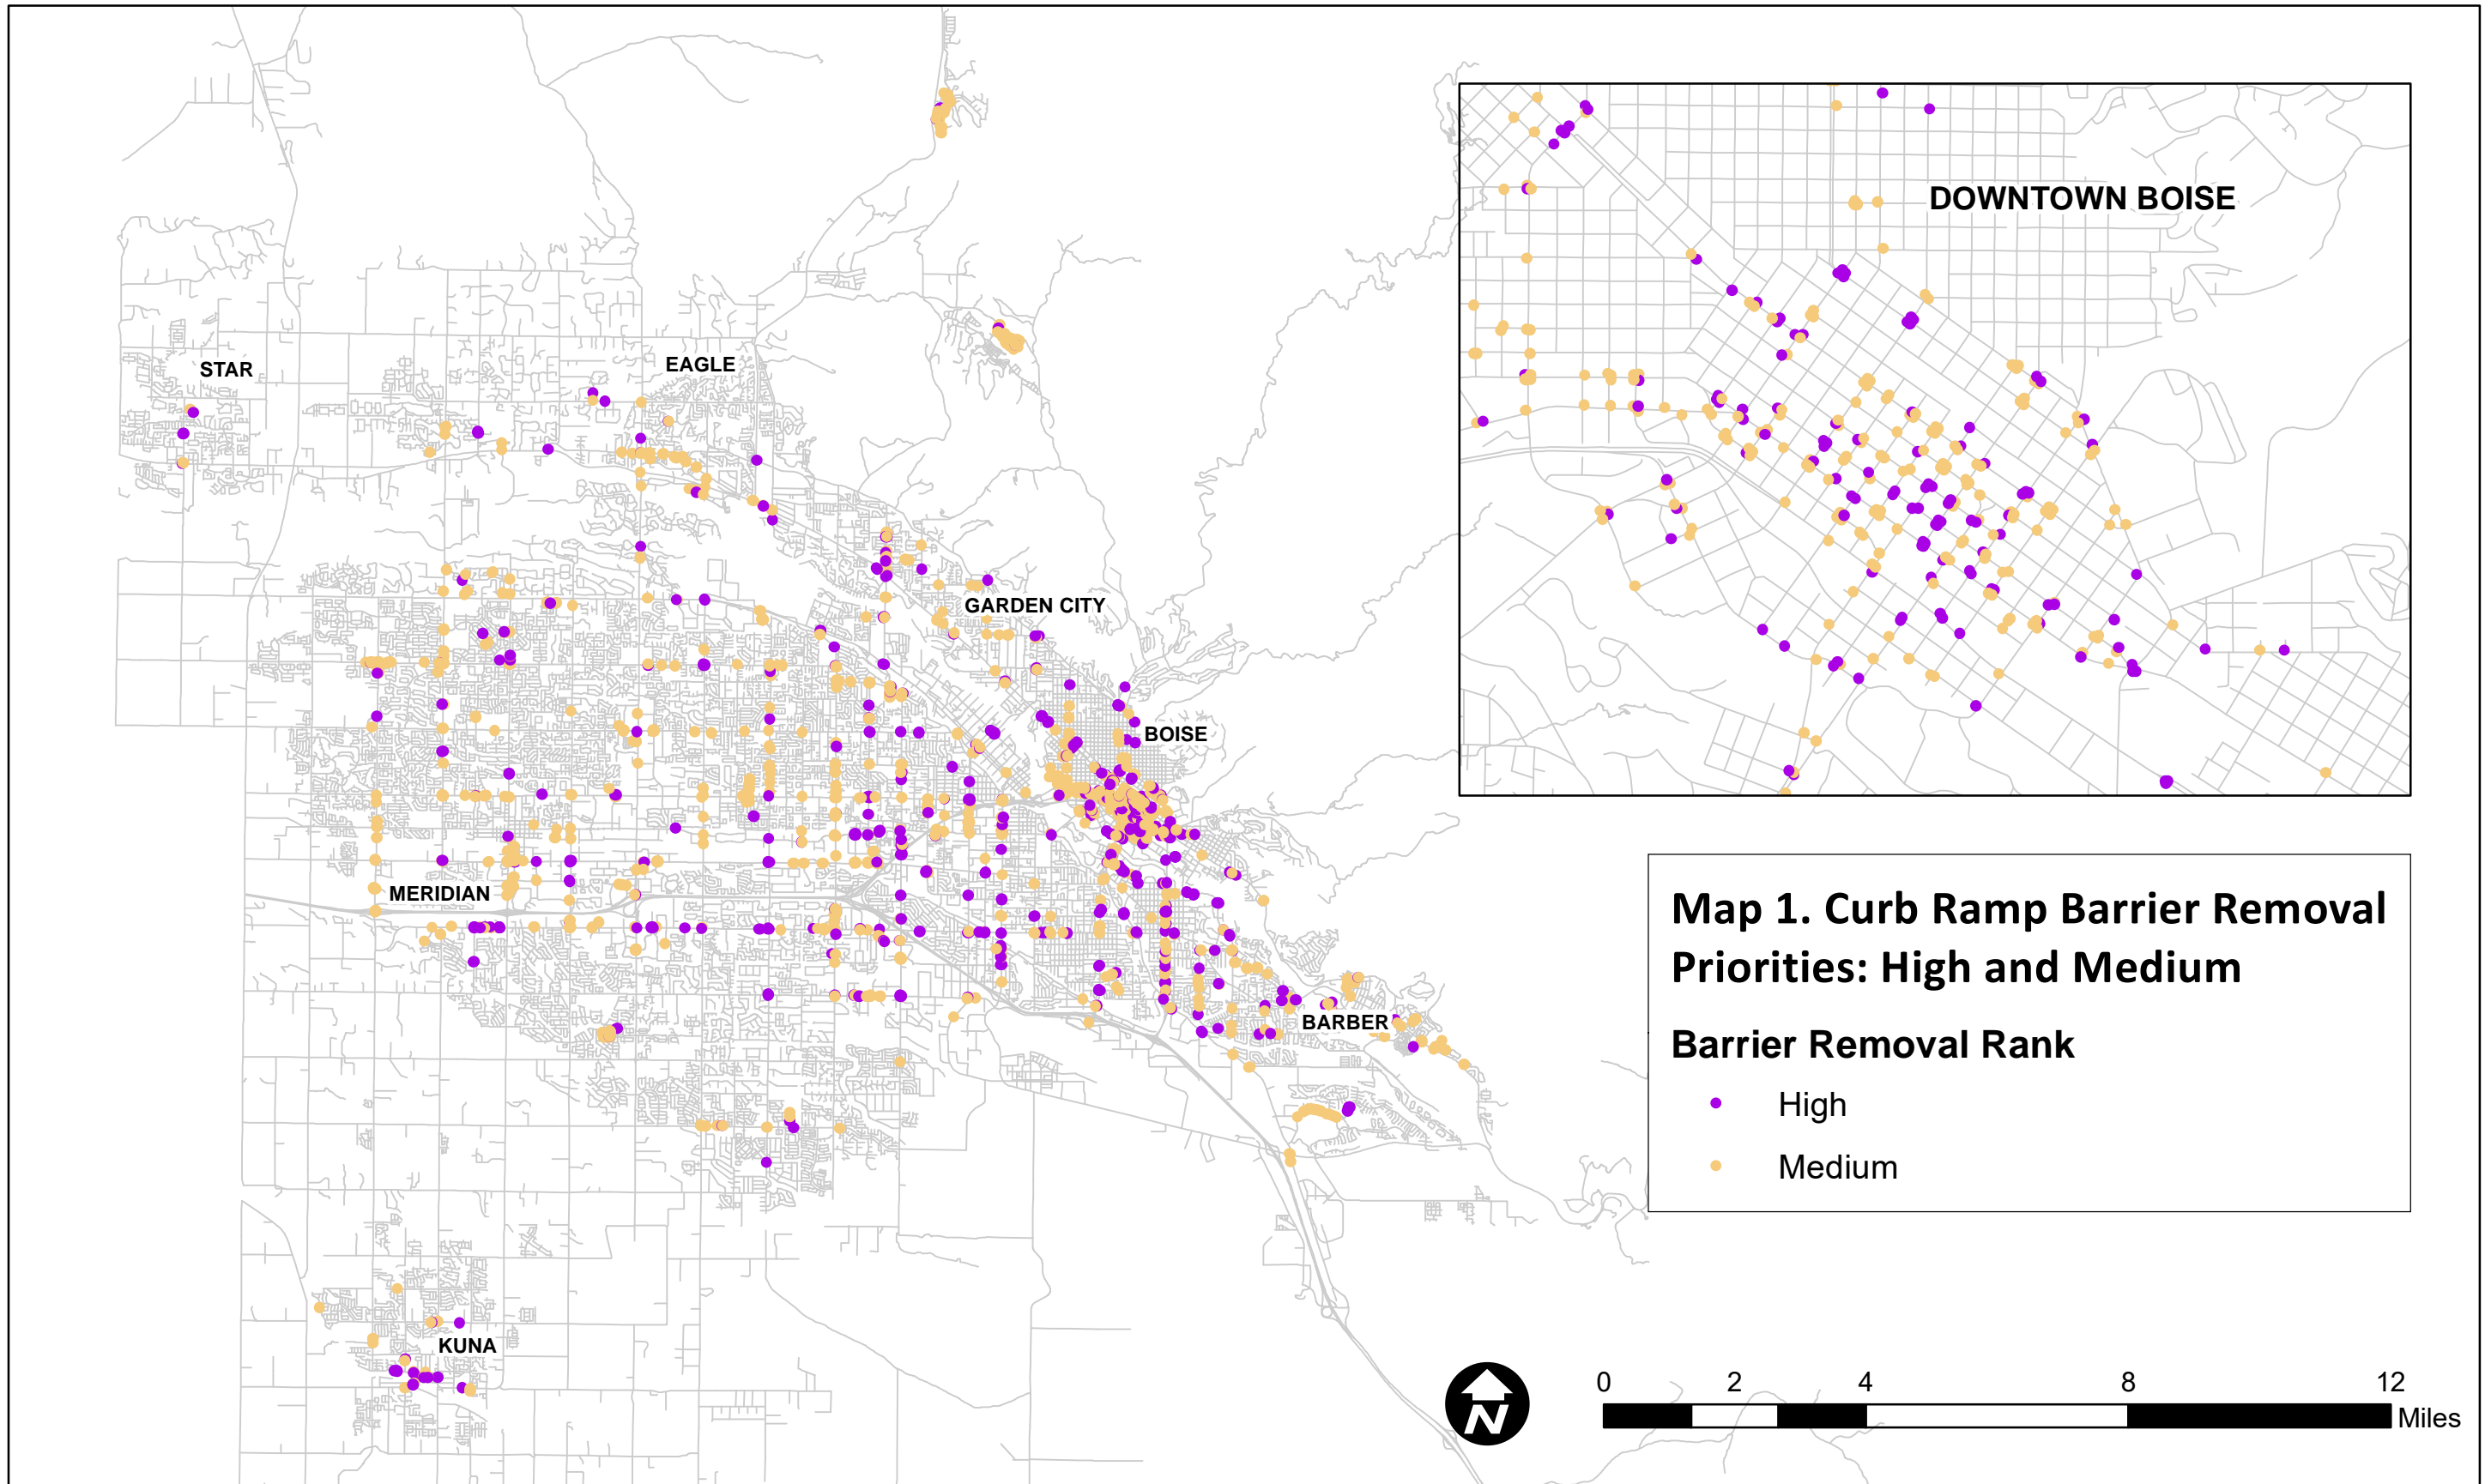 DOWNTOWN BOISE
STAR
EAGLE
GARDEN CITY
BOISE
MERIDIAN
BARBER
KUNA
Map 1. Curb Ramp Barrier Removal
Priorities: High and Medium
Barrier Removal Rank
High
Medium
N
0 2 4 8 12
Miles